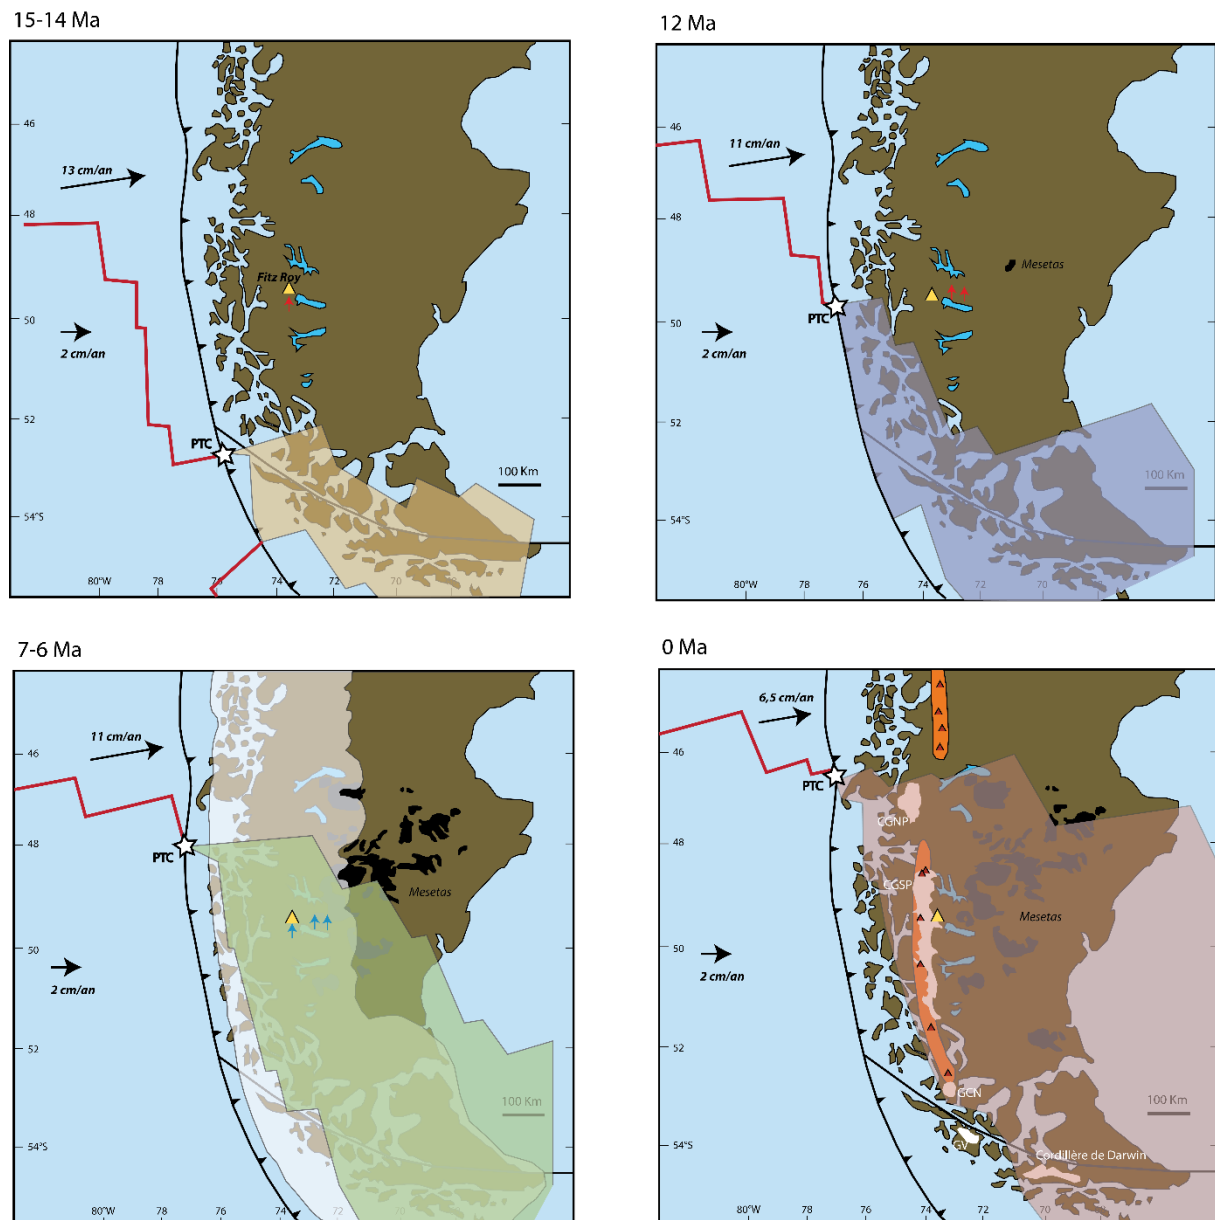 15-14 Ma
46
13 cm/an
48
Fitz Roy
50
2 cm/an
52
PTC
100 Km
54°S
80°W
78
76
74
72
70
68
12 Ma
46
11 cm/an
48
Mesetas
50
PTC
2 cm/an
52
100 Km
54°S
80°W
78
76
74
72
70
68
7-6 Ma
11 cm/an
46
48
PTC
Mesetas
50
2 cm/an
52
100 Km
54°S
80°W
78
76
74
72
70
68
0 Ma
6,5 cm/an
46
PTC
CGNP
48
CGSP
Mesetas
50
2 cm/an
52
GCN
100 Km
54°S
GV
Cordillère de Darwin
80°W
78
76
74
72
70
68